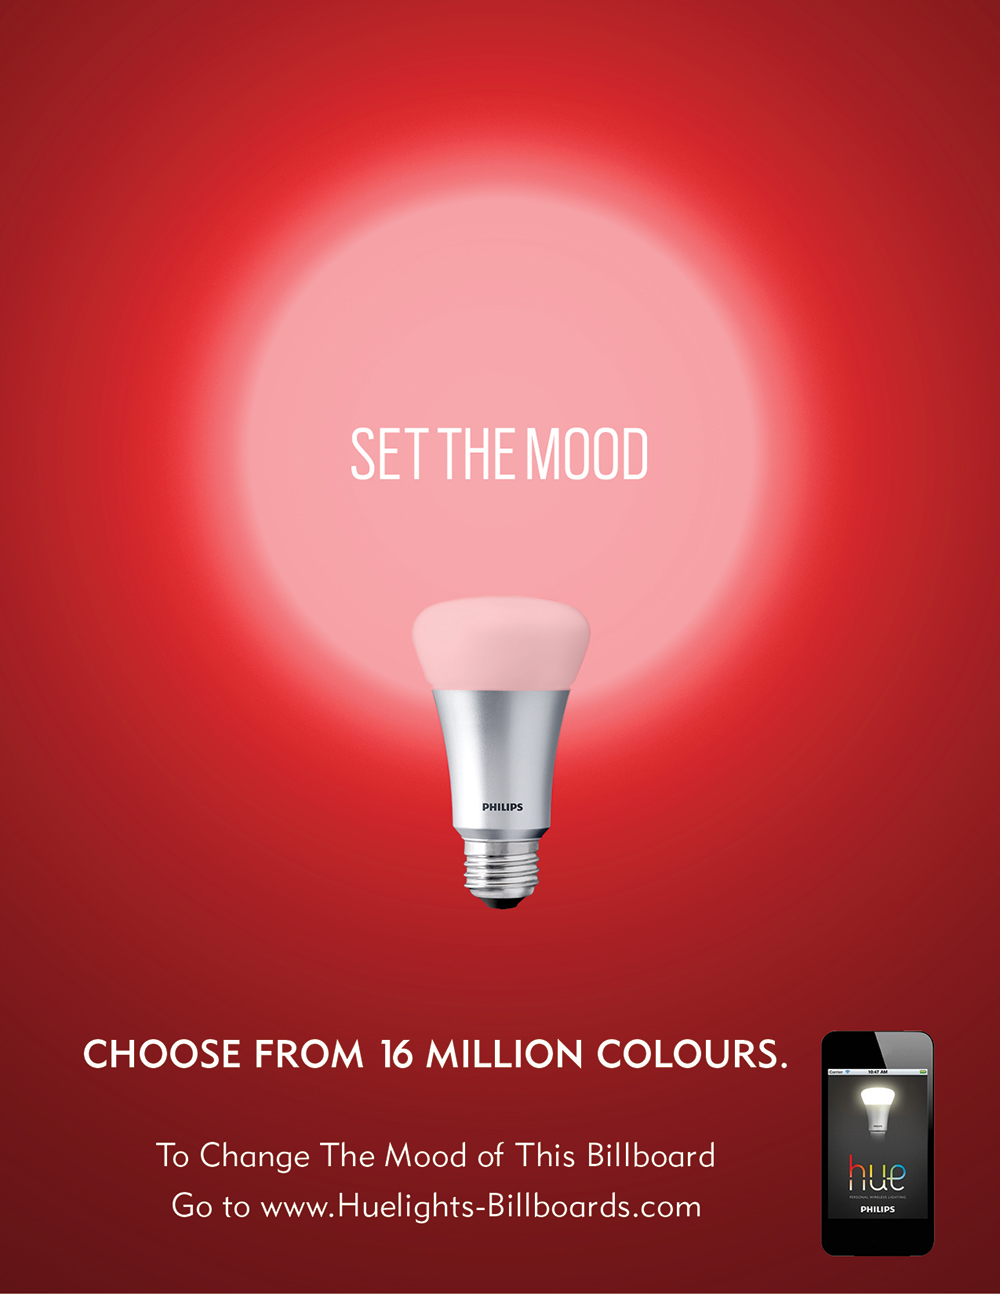 SET THE MOOD
PHILIPS
CHOOSE FROM 16 MILLION COLOURS.
To Change The Mood of This Billboard
Go to www.Huelights-Billboards.com
Carrier 10:47 AM
hue
PERSONAL WIRELESS LIGHTING
PHILIPS